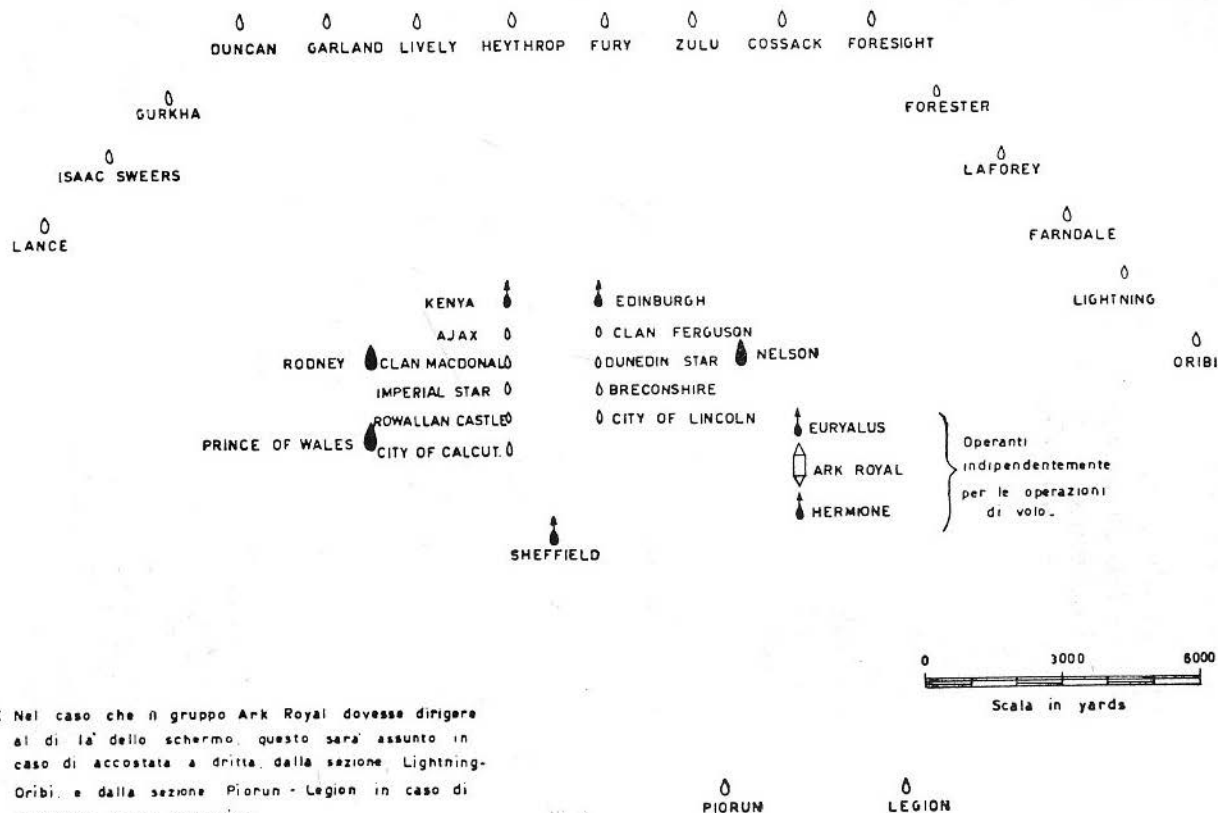 DUNCAN GARLAND LIVELY HEYTHROP FURY ZULU COSSACK FORESIGHT
GURKHA
FORESTER
ISAAC SWEERS
LAFOREY
LANCE
FARNDALE
LIGHTNING
ORIBI
KENYA EDINBURGH
AJAX CLAN FERGUSON
RODNEY CLAN MACDONAL DUNEDIN STAR NELSON
IMPERIAL STAR BRECONSHIRE
ROWALLAN CASTLE CITY OF LINCOLN
PRINCE OF WALES CITY OF CALCUT.
EURYALUS
ARK ROYAL
HERMIONE
Operanti
indipendentemente
per le operazioni
di volo.
SHEFFIELD
0 3000 6000
Scala in yards
Nel caso che il gruppo Ark Royal dovesse dirigere
al di la' dello schermo, questo sara' assunto in
caso di accostata a dritta, dalla sezione Lightning-
Oribi, e dalla sezione Piorun - Legion in caso di
PIORUN LEGION